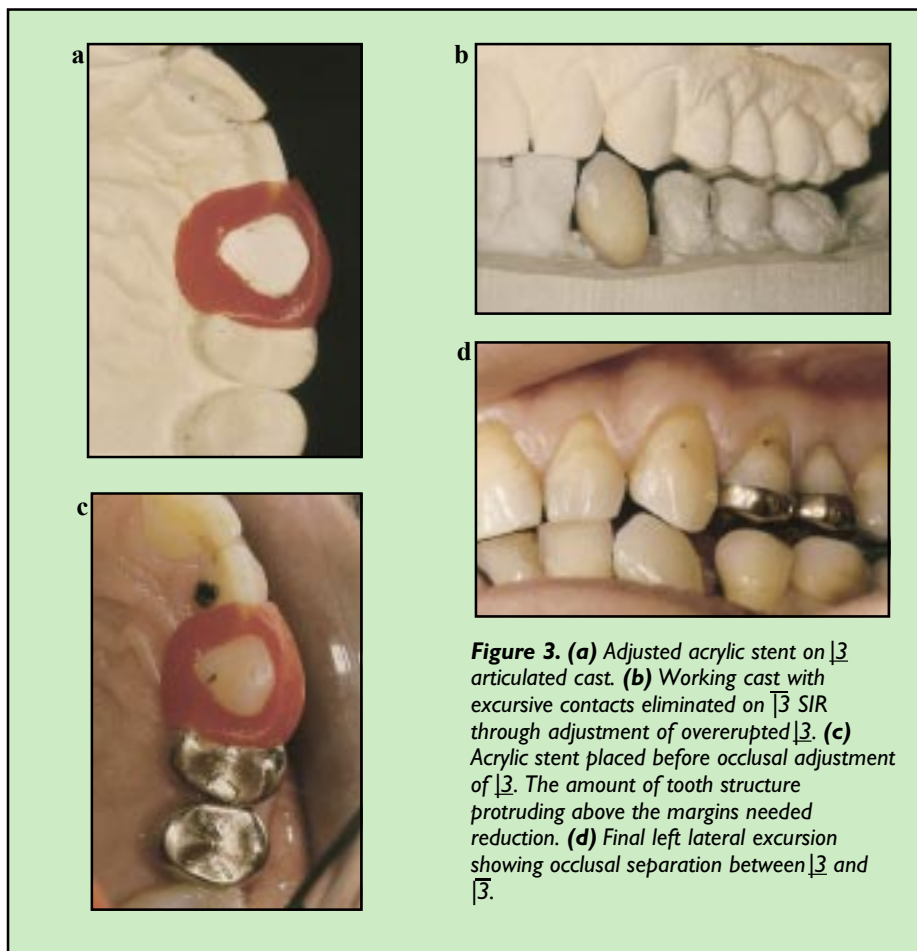 a
b
c
d
Figure 3. (a) Adjusted acrylic stent on |3̲
articulated cast. (b) Working cast with
excursive contacts eliminated on |3̅ SIR
through adjustment of overerupted |3̲. (c)
Acrylic stent placed before occlusal adjustment
of |3̲. The amount of tooth structure
protruding above the margins needed
reduction. (d) Final left lateral excursion
showing occlusal separation between |3̲ and
|3̅.